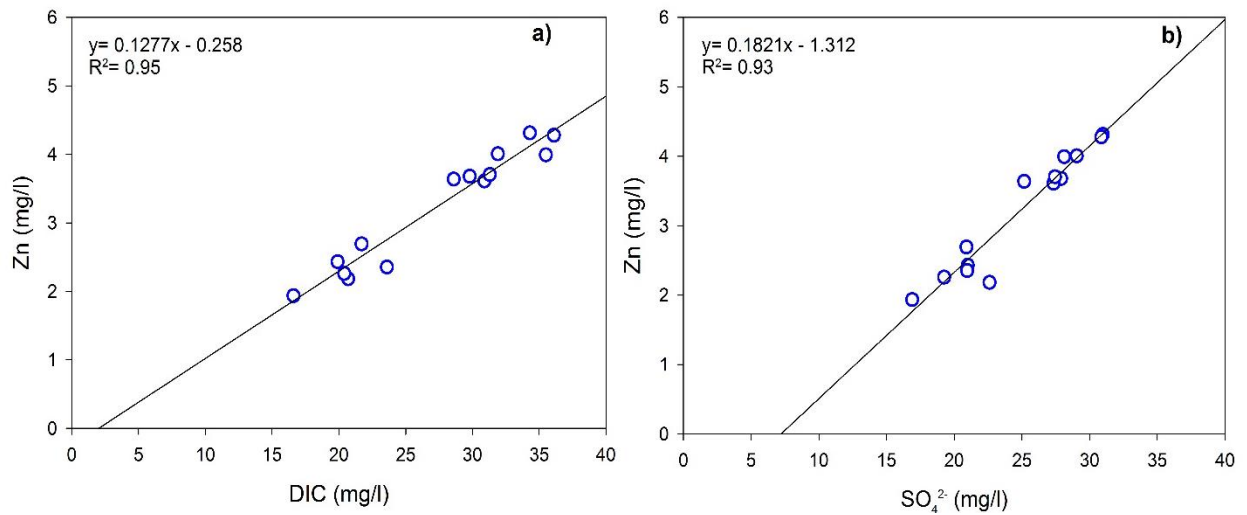 a)
y= 0.1277x - 0.258
R²= 0.95
6
5
4
3
2
1
0
Zn (mg/l)
0 5 10 15 20 25 30 35 40
DIC (mg/l)
b)
y= 0.1821x - 1.312
R²= 0.93
6
5
4
3
2
1
0
Zn (mg/l)
0 5 10 15 20 25 30 35 40
SO₄²⁻ (mg/l)